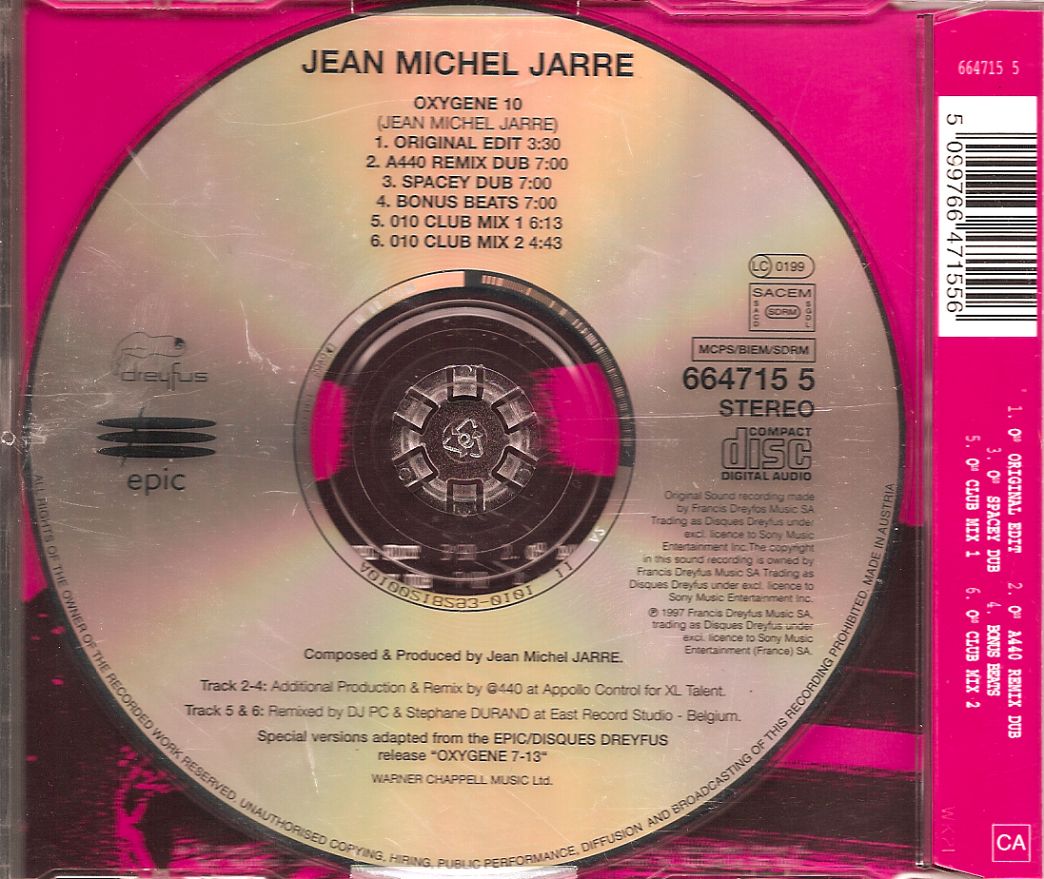 JEAN MICHEL JARRE
OXYGENE 10
(JEAN MICHEL JARRE)
1. ORIGINAL EDIT 3:30
2. A440 REMIX DUB 7:00
3. SPACEY DUB 7:00
4. BONUS BEATS 7:00
5. 010 CLUB MIX 1 6:13
6. 010 CLUB MIX 2 4:43
LC 0199
SACEM
SACD SDRM SGDL
MCPS/BIEM/SDRM
664715 5
STEREO
COMPACT
disc
DIGITAL AUDIO
dreyfus
epic
Original Sound recording made
by Francis Dreyfos Music SA
Trading as Disques Dreyfus under
excl. licence to Sony Music
Entertainment Inc.The copyright
in this sound recording is owned by
Francis Dreyfus Music SA Trading as
Disques Dreyfus under excl. licence to
Sony Music Entertainment Inc.
℗ 1997 Francis Dreyfus Music SA,
trading as Disques Dreyfus under
excl. licence to Sony Music
Entertainment (France) SA.
A0100218523-0101 11
Composed & Produced by Jean Michel JARRE.
Track 2-4: Additional Production & Remix by @440 at Appollo Control for XL Talent.
Track 5 & 6: Remixed by DJ PC & Stephane DURAND at East Record Studio - Belgium.
Special versions adapted from the EPIC/DISQUES DREYFUS
release "OXYGENE 7-13"
WARNER CHAPPELL MUSIC Ltd.
ALL RIGHTS OF THE OWNER OF THE RECORDED WORK RESERVED. UNAUTHORISED COPYING, HIRING, PUBLIC PERFORMANCE, DIFFUSION AND BROADCASTING OF THIS RECORDING PROHIBITED. MADE IN AUSTRIA
664715 5
5 099766 471556
1. O¹⁰ ORIGINAL EDIT 2. O¹⁰ A440 REMIX DUB
3. O¹⁰ SPACEY DUB 4. BONUS BEATS
5. O¹⁰ CLUB MIX 1 6. O¹⁰ CLUB MIX 2
CA